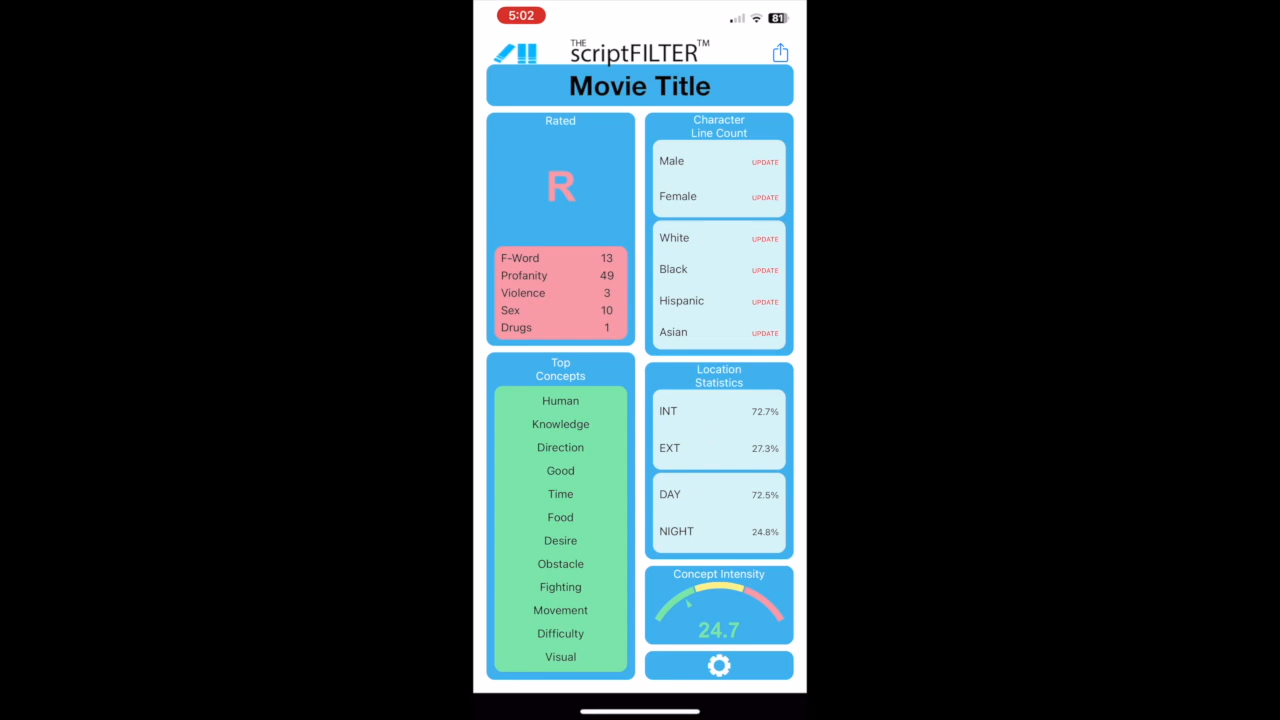 5:02
81
THE
scriptFILTER™
Movie Title
Rated
R
F-Word 13
Profanity 49
Violence 3
Sex 10
Drugs 1
Top
Concepts
Human
Knowledge
Direction
Good
Time
Food
Desire
Obstacle
Fighting
Movement
Difficulty
Visual
Character
Line Count
Male UPDATE
Female UPDATE
White UPDATE
Black UPDATE
Hispanic UPDATE
Asian UPDATE
Location
Statistics
INT 72.7%
EXT 27.3%
DAY 72.5%
NIGHT 24.8%
Concept Intensity
24.7